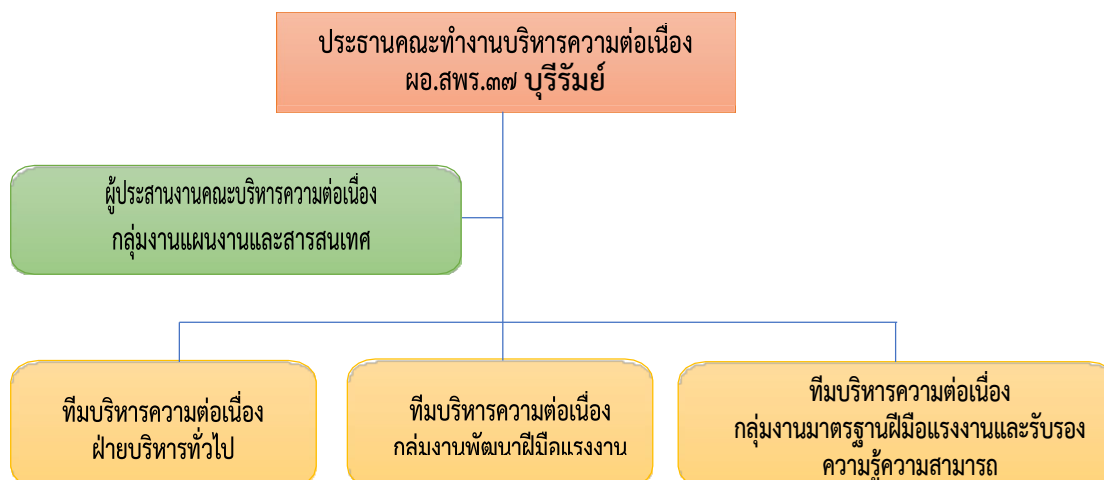 ประธานคณะทำงานบริหารความต่อเนื่อง
ผอ.สพร.๓๗ บุรีรัมย์
ผู้ประสานงานคณะบริหารความต่อเนื่อง
กลุ่มงานแผนงานและสารสนเทศ
ทีมบริหารความต่อเนื่อง
ฝ่ายบริหารทั่วไป
ทีมบริหารความต่อเนื่อง
กลุ่มงานพัฒนาฝีมือแรงงาน
ทีมบริหารความต่อเนื่อง
กลุ่มงานมาตรฐานฝีมือแรงงานและรับรอง
ความรู้ความสามารถ